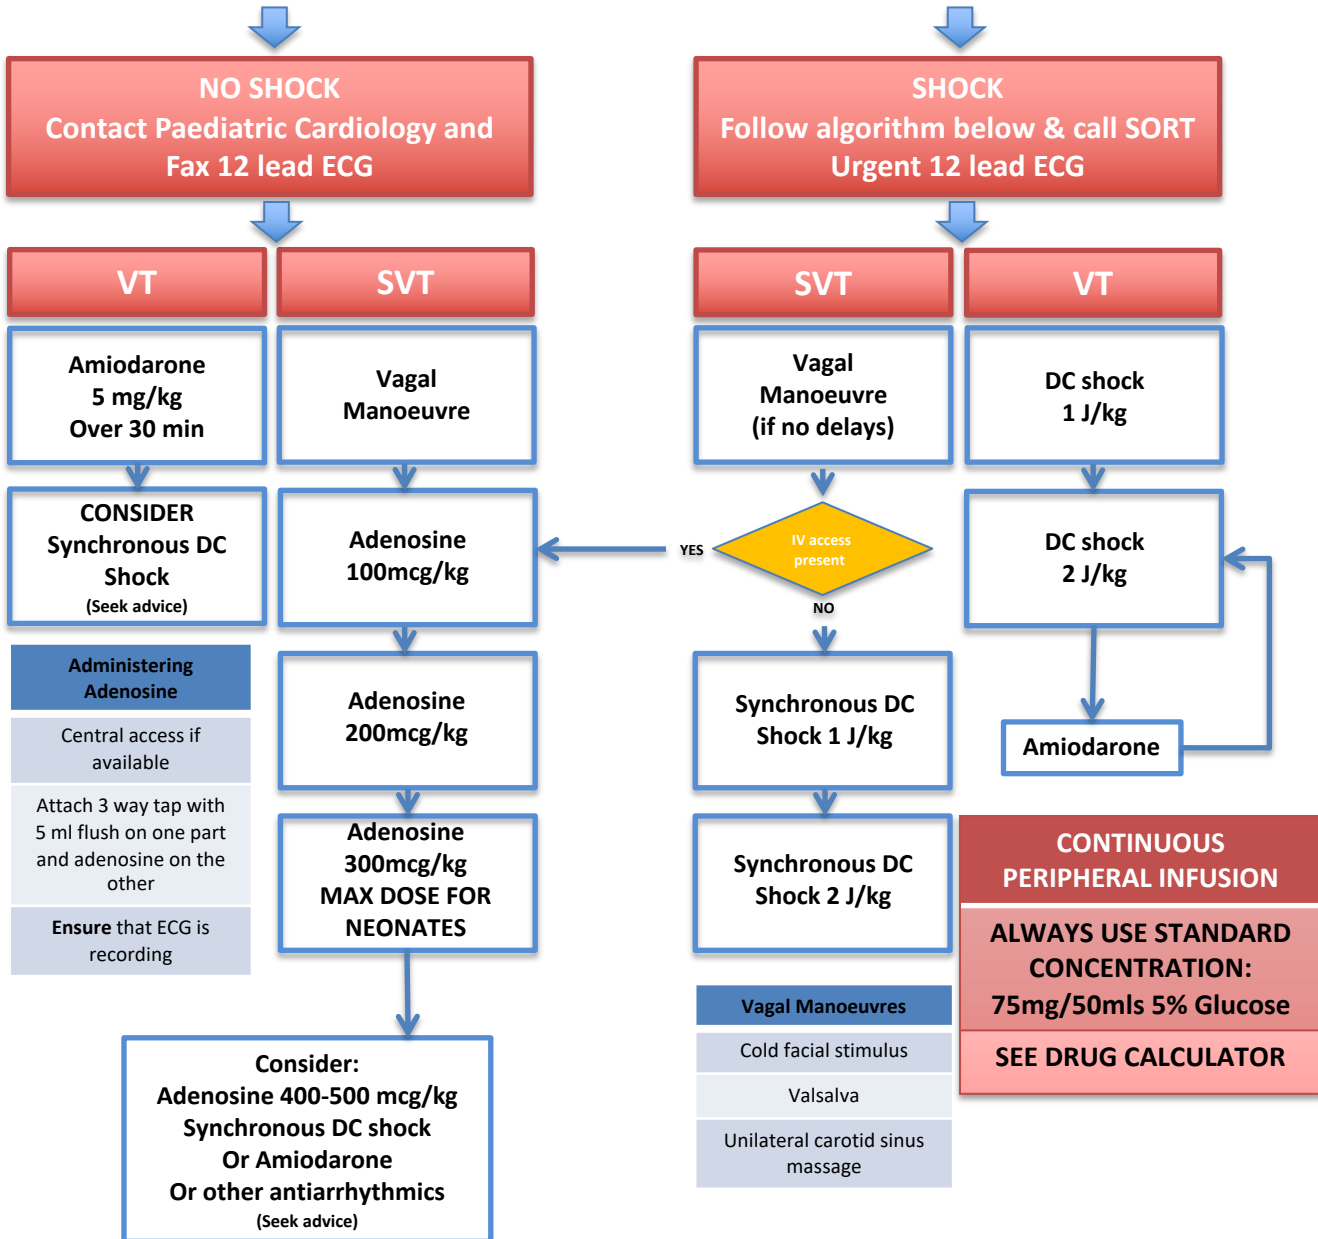 NO SHOCK
Contact Paediatric Cardiology and
Fax 12 lead ECG
SHOCK
Follow algorithm below & call SORT
Urgent 12 lead ECG
VT
SVT
SVT
VT
Amiodarone
5 mg/kg
Over 30 min
Vagal
Manoeuvre
Vagal
Manoeuvre
(if no delays)
DC shock
1 J/kg
CONSIDER
Synchronous DC
Shock
(Seek advice)
Adenosine
100mcg/kg
YES
IV access
present
NO
DC shock
2 J/kg
Administering
Adenosine
Central access if
available
Attach 3 way tap with
5 ml flush on one part
and adenosine on the
other
Ensure that ECG is
recording
Adenosine
200mcg/kg
Synchronous DC
Shock 1 J/kg
Amiodarone
Adenosine
300mcg/kg
MAX DOSE FOR
NEONATES
Synchronous DC
Shock 2 J/kg
CONTINUOUS
PERIPHERAL INFUSION
ALWAYS USE STANDARD
CONCENTRATION:
75mg/50mls 5% Glucose
SEE DRUG CALCULATOR
Consider:
Adenosine 400-500 mcg/kg
Synchronous DC shock
Or Amiodarone
Or other antiarrhythmics
(Seek advice)
Vagal Manoeuvres
Cold facial stimulus
Valsalva
Unilateral carotid sinus
massage